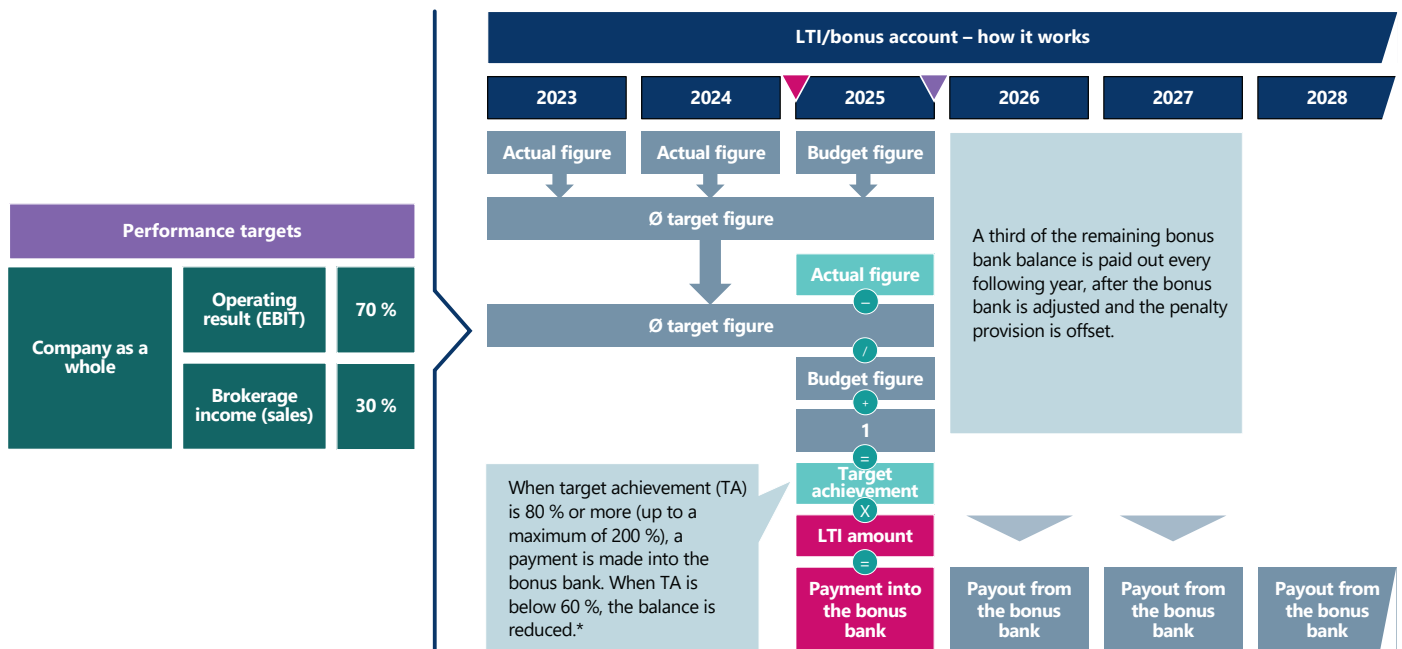 LTI/bonus account – how it works
2023
2024
2025
2026
2027
2028
Actual figure
Actual figure
Budget figure
Ø target figure
Performance targets
Company as a
whole
Operating
result (EBIT)
70 %
Brokerage
income (sales)
30 %
Actual figure
–
Ø target figure
/
Budget figure
+
1
=
Target
achievement
X
LTI amount
=
Payment into
the bonus
bank
A third of the remaining bonus
bank balance is paid out every
following year, after the bonus
bank is adjusted and the penalty
provision is offset.
When target achievement (TA)
is 80 % or more (up to a
maximum of 200 %), a
payment is made into the
bonus bank. When TA is
below 60 %, the balance is
reduced.*
Payout from
the bonus
bank
Payout from
the bonus
bank
Payout from
the bonus
bank